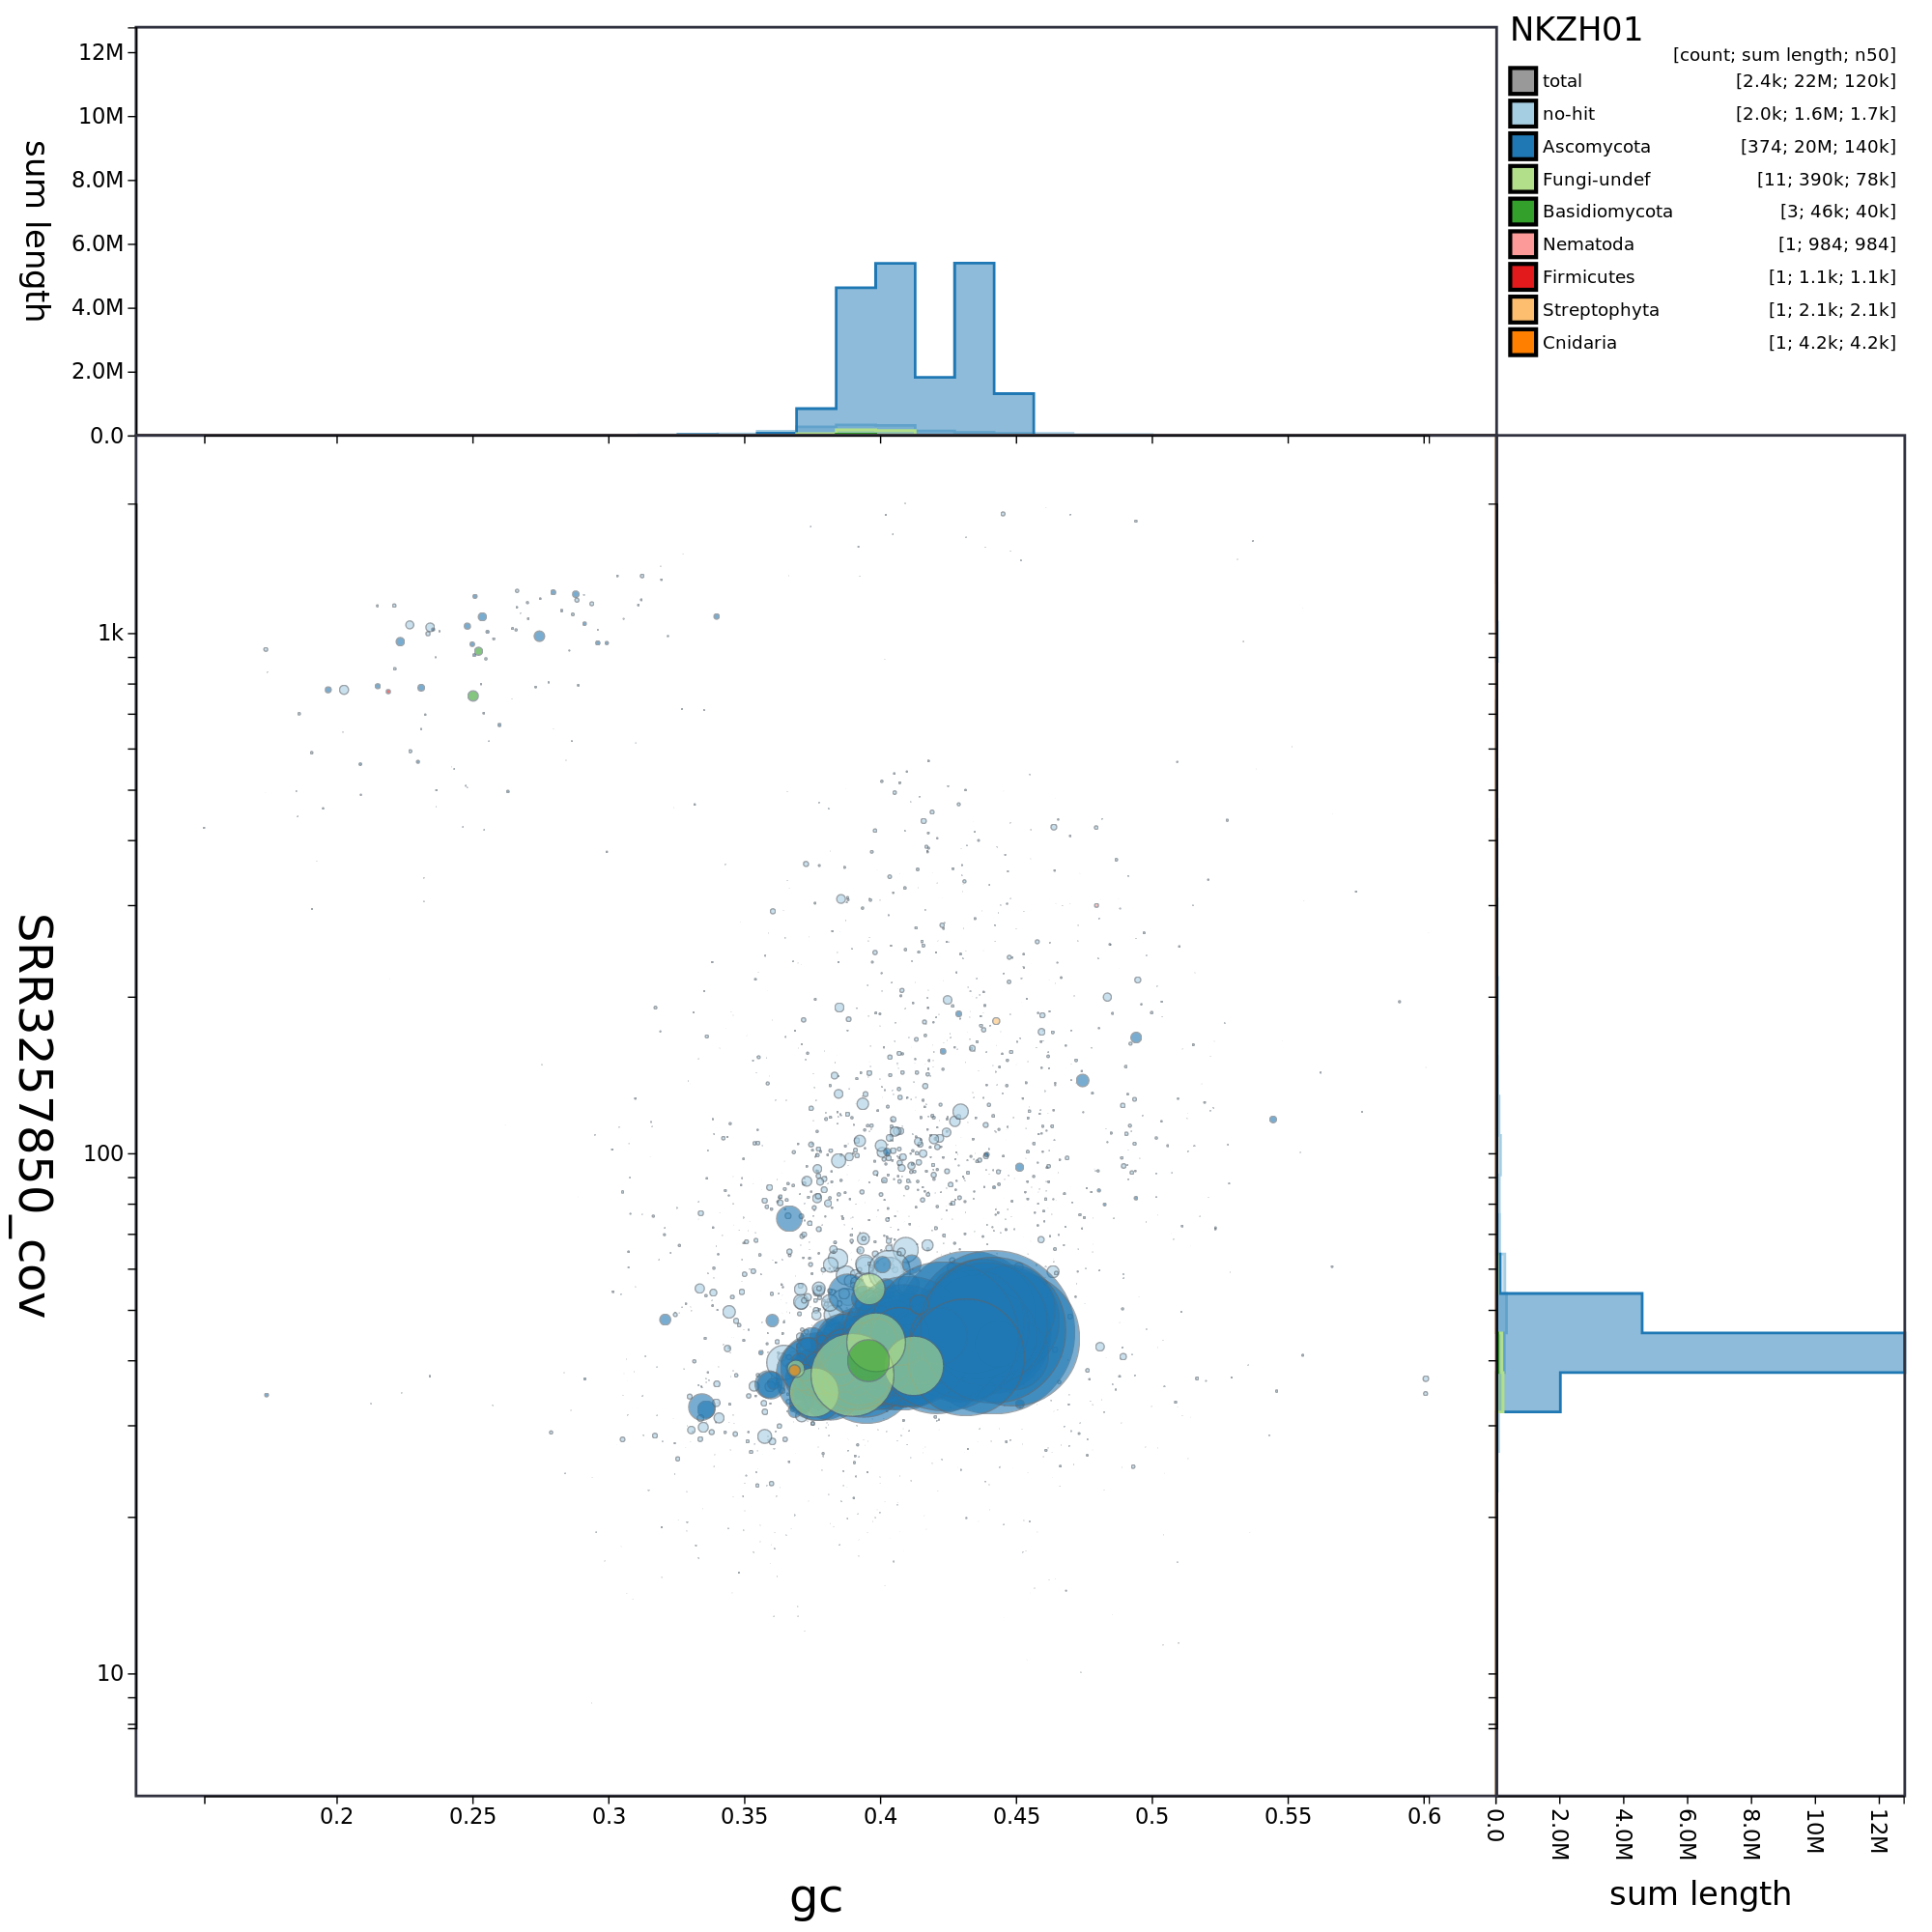 NKZH01
[count; sum length; n50]
total [2.4k; 22M; 120k]
no-hit [2.0k; 1.6M; 1.7k]
Ascomycota [374; 20M; 140k]
Fungi-undef [11; 390k; 78k]
Basidiomycota [3; 46k; 40k]
Nematoda [1; 984; 984]
Firmicutes [1; 1.1k; 1.1k]
Streptophyta [1; 2.1k; 2.1k]
Cnidaria [1; 4.2k; 4.2k]
sum length
12M
10M
8.0M
6.0M
4.0M
2.0M
0.0
SRR3257850_cov
1k
100
10
0.2 0.25 0.3 0.35 0.4 0.45 0.5 0.55 0.6
gc
0.0 2.0M 4.0M 6.0M 8.0M 10M 12M
sum length